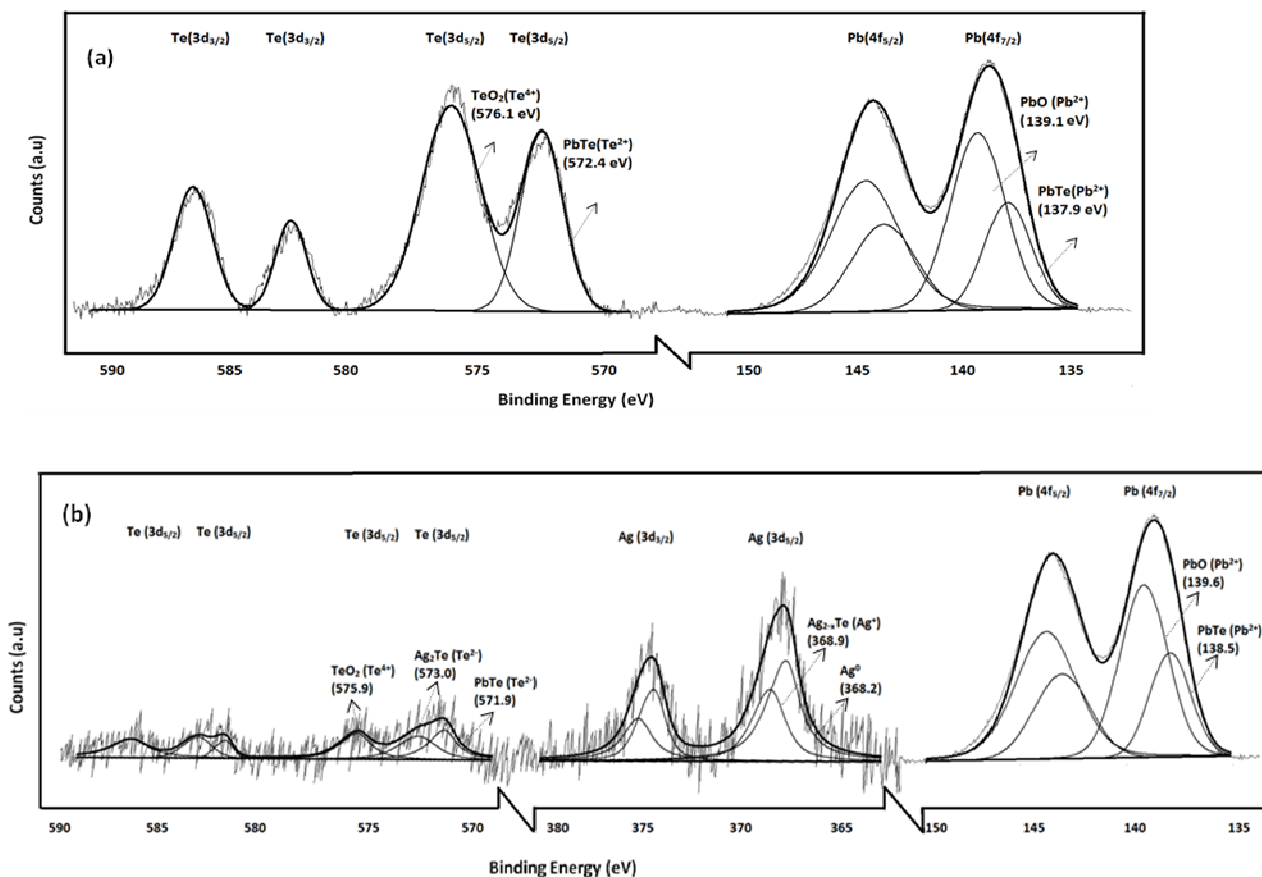 Te(3d₃/₂) Te(3d₃/₂) Te(3d₅/₂) Te(3d₅/₂) Pb(4f₅/₂) Pb(4f₇/₂)
(a)
TeO₂(Te⁴⁺)
(576.1 eV)
PbTe(Te²⁺)
(572.4 eV)
PbO (Pb²⁺)
(139.1 eV)
PbTe(Pb²⁺)
(137.9 eV)
Counts (a.u)
590 585 580 575 570 150 145 140 135
Binding Energy (eV)
(b)
Te (3d₅/₂) Te (3d₅/₂) Te (3d₅/₂) Te (3d₅/₂) Ag (3d₃/₂) Ag (3d₅/₂) Pb (4f₅/₂) Pb (4f₇/₂)
TeO₂ (Te⁴⁺)
(575.9)
Ag₂Te (Te²⁻)
(573.0)
PbTe (Te²⁻)
(571.9)
Ag₂₋ₓTe (Ag⁺)
(368.9)
Ag⁰
(368.2)
PbO (Pb²⁺)
(139.6)
PbTe (Pb²⁺)
(138.5)
Counts (a.u)
590 585 580 575 570 380 375 370 365 150 145 140 135
Binding Energy (eV)